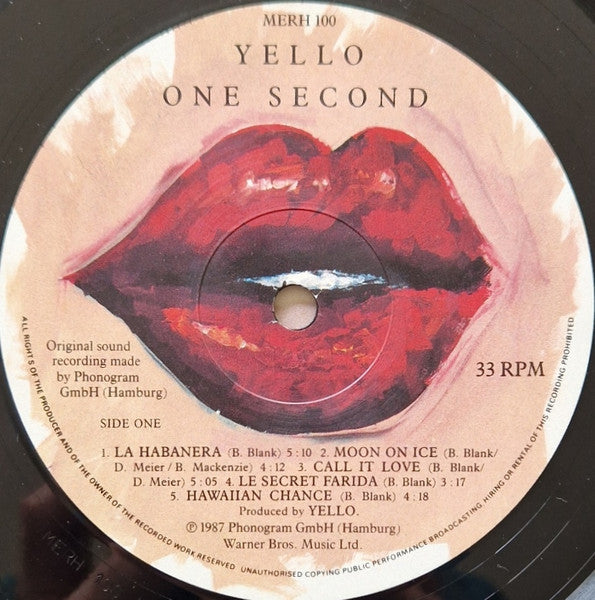 MERH 100
YELLO
ONE SECOND
Original sound
recording made
by Phonogram
GmbH (Hamburg)
33 RPM
SIDE ONE
1. LA HABANERA (B. Blank) 5:10 2. MOON ON ICE (B. Blank/
D. Meier/B. Mackenzie) 4:12 3. CALL IT LOVE (B. Blank/
D. Meier) 5:05 4. LE SECRET FARIDA (B. Blank) 3:17
5. HAWAIIAN CHANCE (B. Blank) 4:18
Produced by YELLO.
℗ 1987 Phonogram GmbH (Hamburg)
Warner Bros. Music Ltd.
ALL RIGHTS OF THE PRODUCER AND OF THE OWNER OF THE RECORDED WORK RESERVED UNAUTHORISED COPYING PUBLIC PERFORMANCE BROADCASTING HIRING OR RENTAL OF THIS RECORDING PROHIBITED
MERH